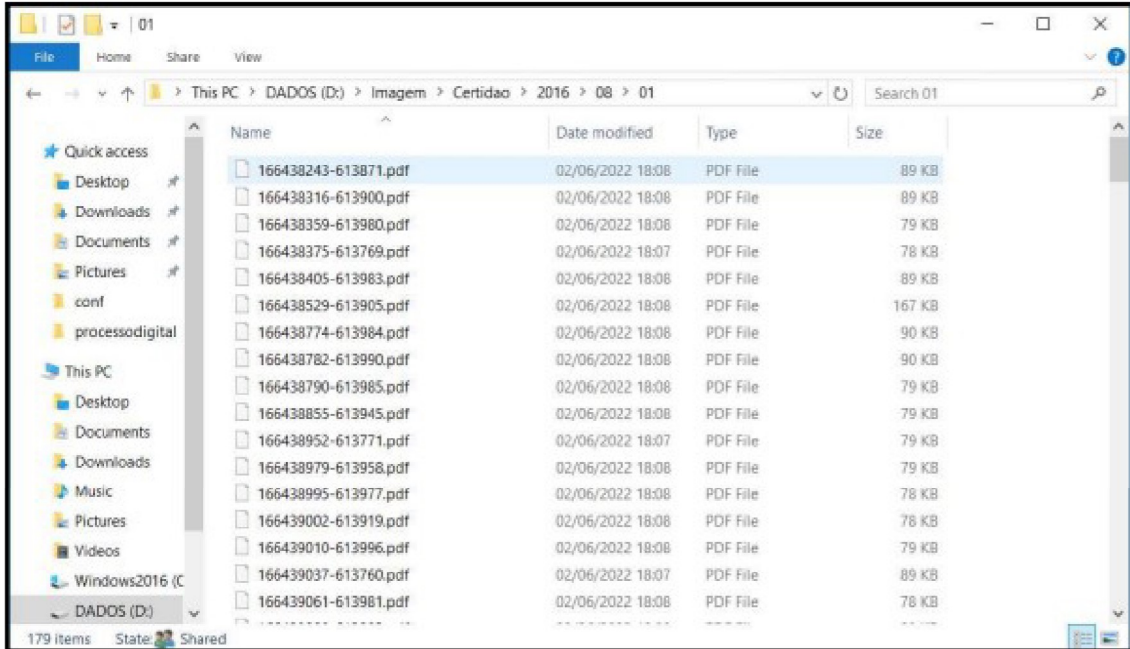 01
File Home Share View
This PC > DADOS (D:) > Imagem > Certidao > 2016 > 08 > 01
Search 01
Quick access
Desktop
Downloads
Documents
Pictures
conf
processodigital
This PC
Desktop
Documents
Downloads
Music
Pictures
Videos
Windows2016 (C
DADOS (D:)
Name Date modified Type Size
166438243-613871.pdf 02/06/2022 18:08 PDF File 89 KB
166438316-613900.pdf 02/06/2022 18:08 PDF File 89 KB
166438359-613980.pdf 02/06/2022 18:08 PDF File 79 KB
166438375-613769.pdf 02/06/2022 18:07 PDF File 78 KB
166438405-613983.pdf 02/06/2022 18:08 PDF File 89 KB
166438529-613905.pdf 02/06/2022 18:08 PDF File 167 KB
166438774-613984.pdf 02/06/2022 18:08 PDF File 90 KB
166438782-613990.pdf 02/06/2022 18:08 PDF File 90 KB
166438790-613985.pdf 02/06/2022 18:08 PDF File 79 KB
166438855-613945.pdf 02/06/2022 18:08 PDF File 79 KB
166438952-613771.pdf 02/06/2022 18:07 PDF File 79 KB
166438979-613958.pdf 02/06/2022 18:08 PDF File 79 KB
166438995-613977.pdf 02/06/2022 18:08 PDF File 78 KB
166439002-613919.pdf 02/06/2022 18:08 PDF File 78 KB
166439010-613996.pdf 02/06/2022 18:08 PDF File 79 KB
166439037-613760.pdf 02/06/2022 18:07 PDF File 89 KB
166439061-613981.pdf 02/06/2022 18:08 PDF File 78 KB
179 items State: Shared